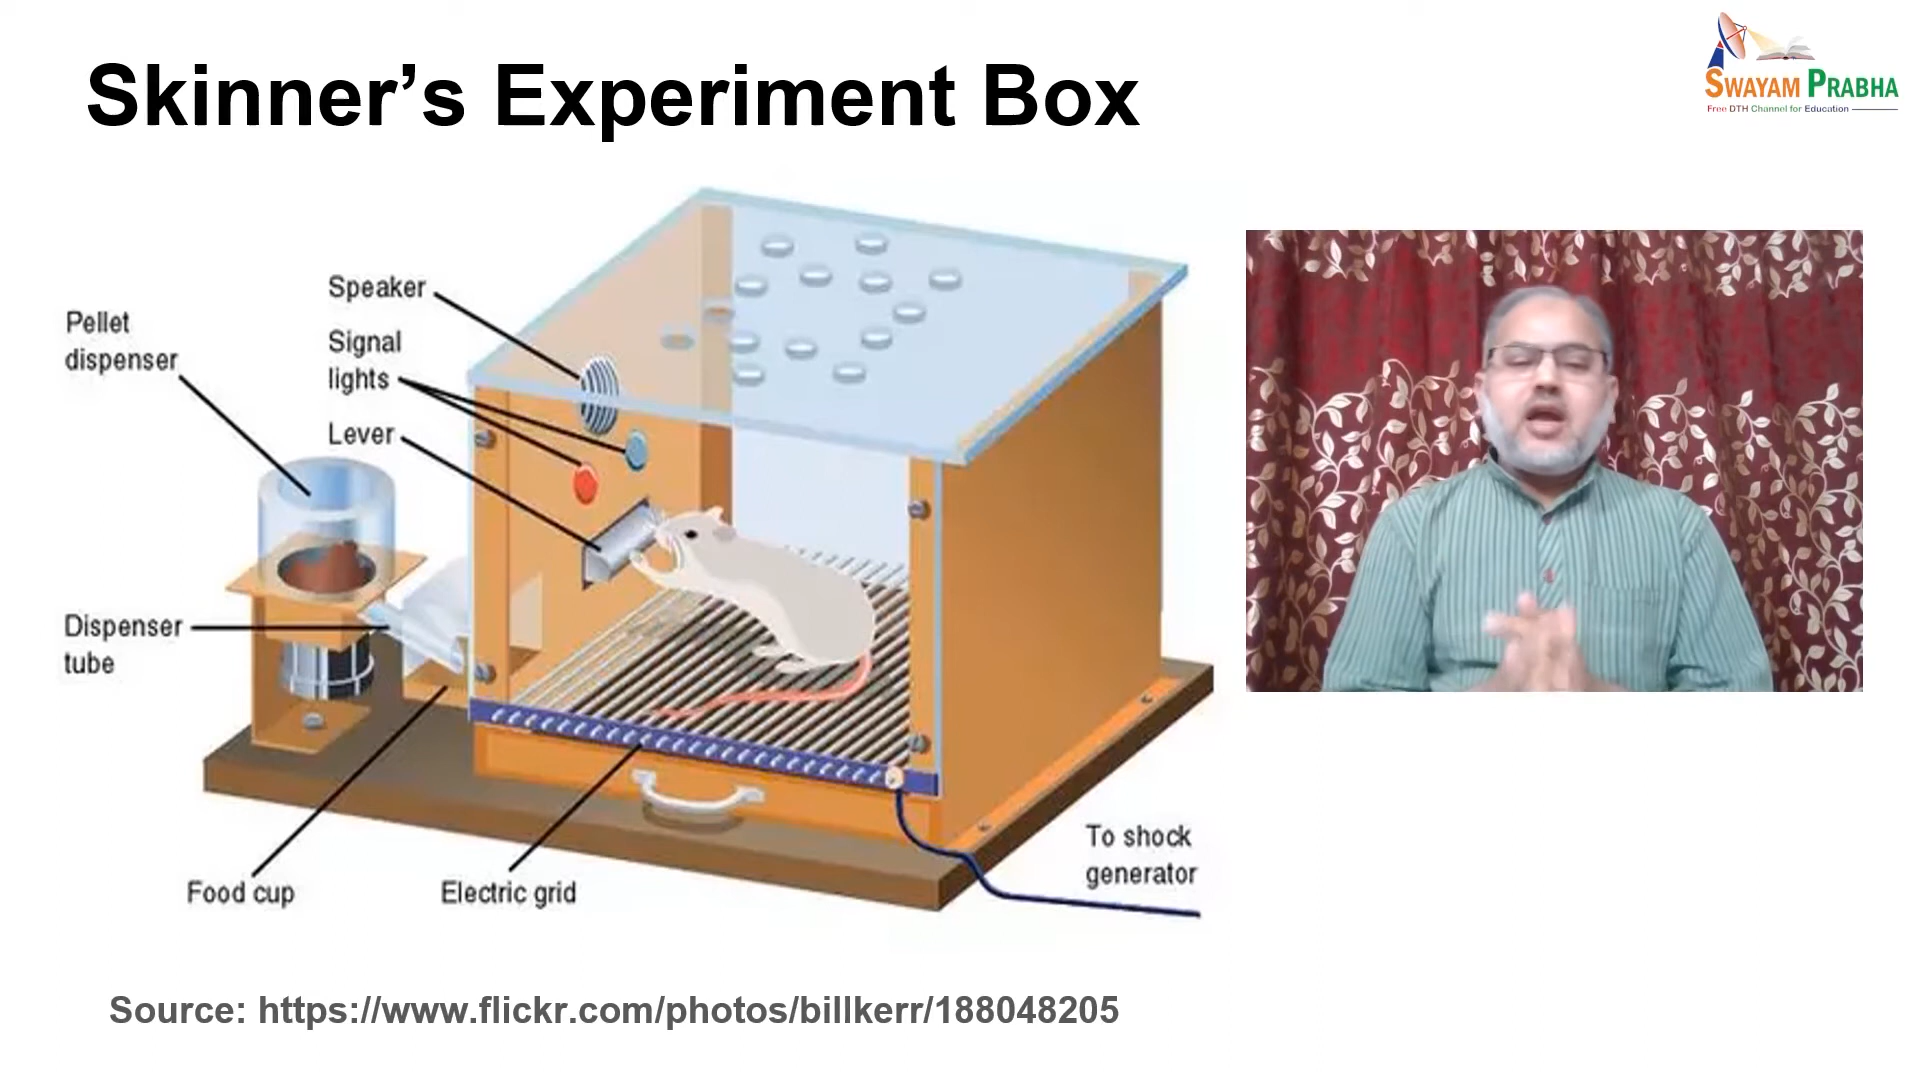 Skinner’s Experiment Box
SWAYAM PRABHA
Free DTH Channel for Education
Speaker
Pellet
dispenser
Signal
lights
Lever
Dispenser
tube
Food cup
Electric grid
To shock
generator
Source: https://www.flickr.com/photos/billkerr/188048205